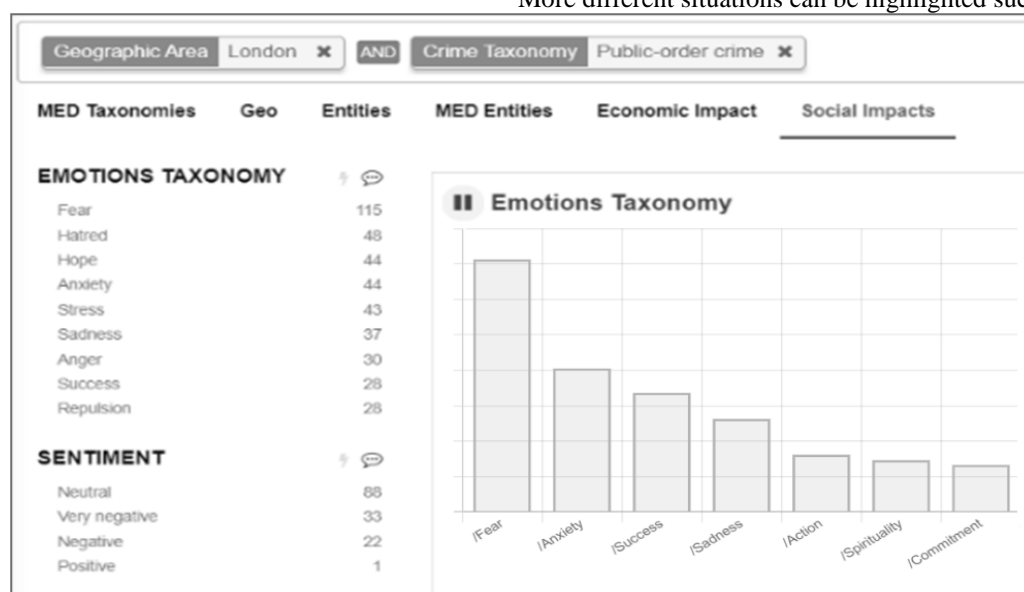 More different situations can be highlighted suc
Geographic Area London ✖ AND Crime Taxonomy Public-order crime ✖
MED Taxonomies Geo Entities MED Entities Economic Impact Social Impacts
EMOTIONS TAXONOMY
Fear 115
Hatred 48
Hope 44
Anxiety 44
Stress 43
Sadness 37
Anger 30
Success 28
Repulsion 28
SENTIMENT
Neutral 88
Very negative 33
Negative 22
Positive 1
Emotions Taxonomy
/Fear
/Anxiety
/Success
/Sadness
/Action
/Spirituality
/Commitment